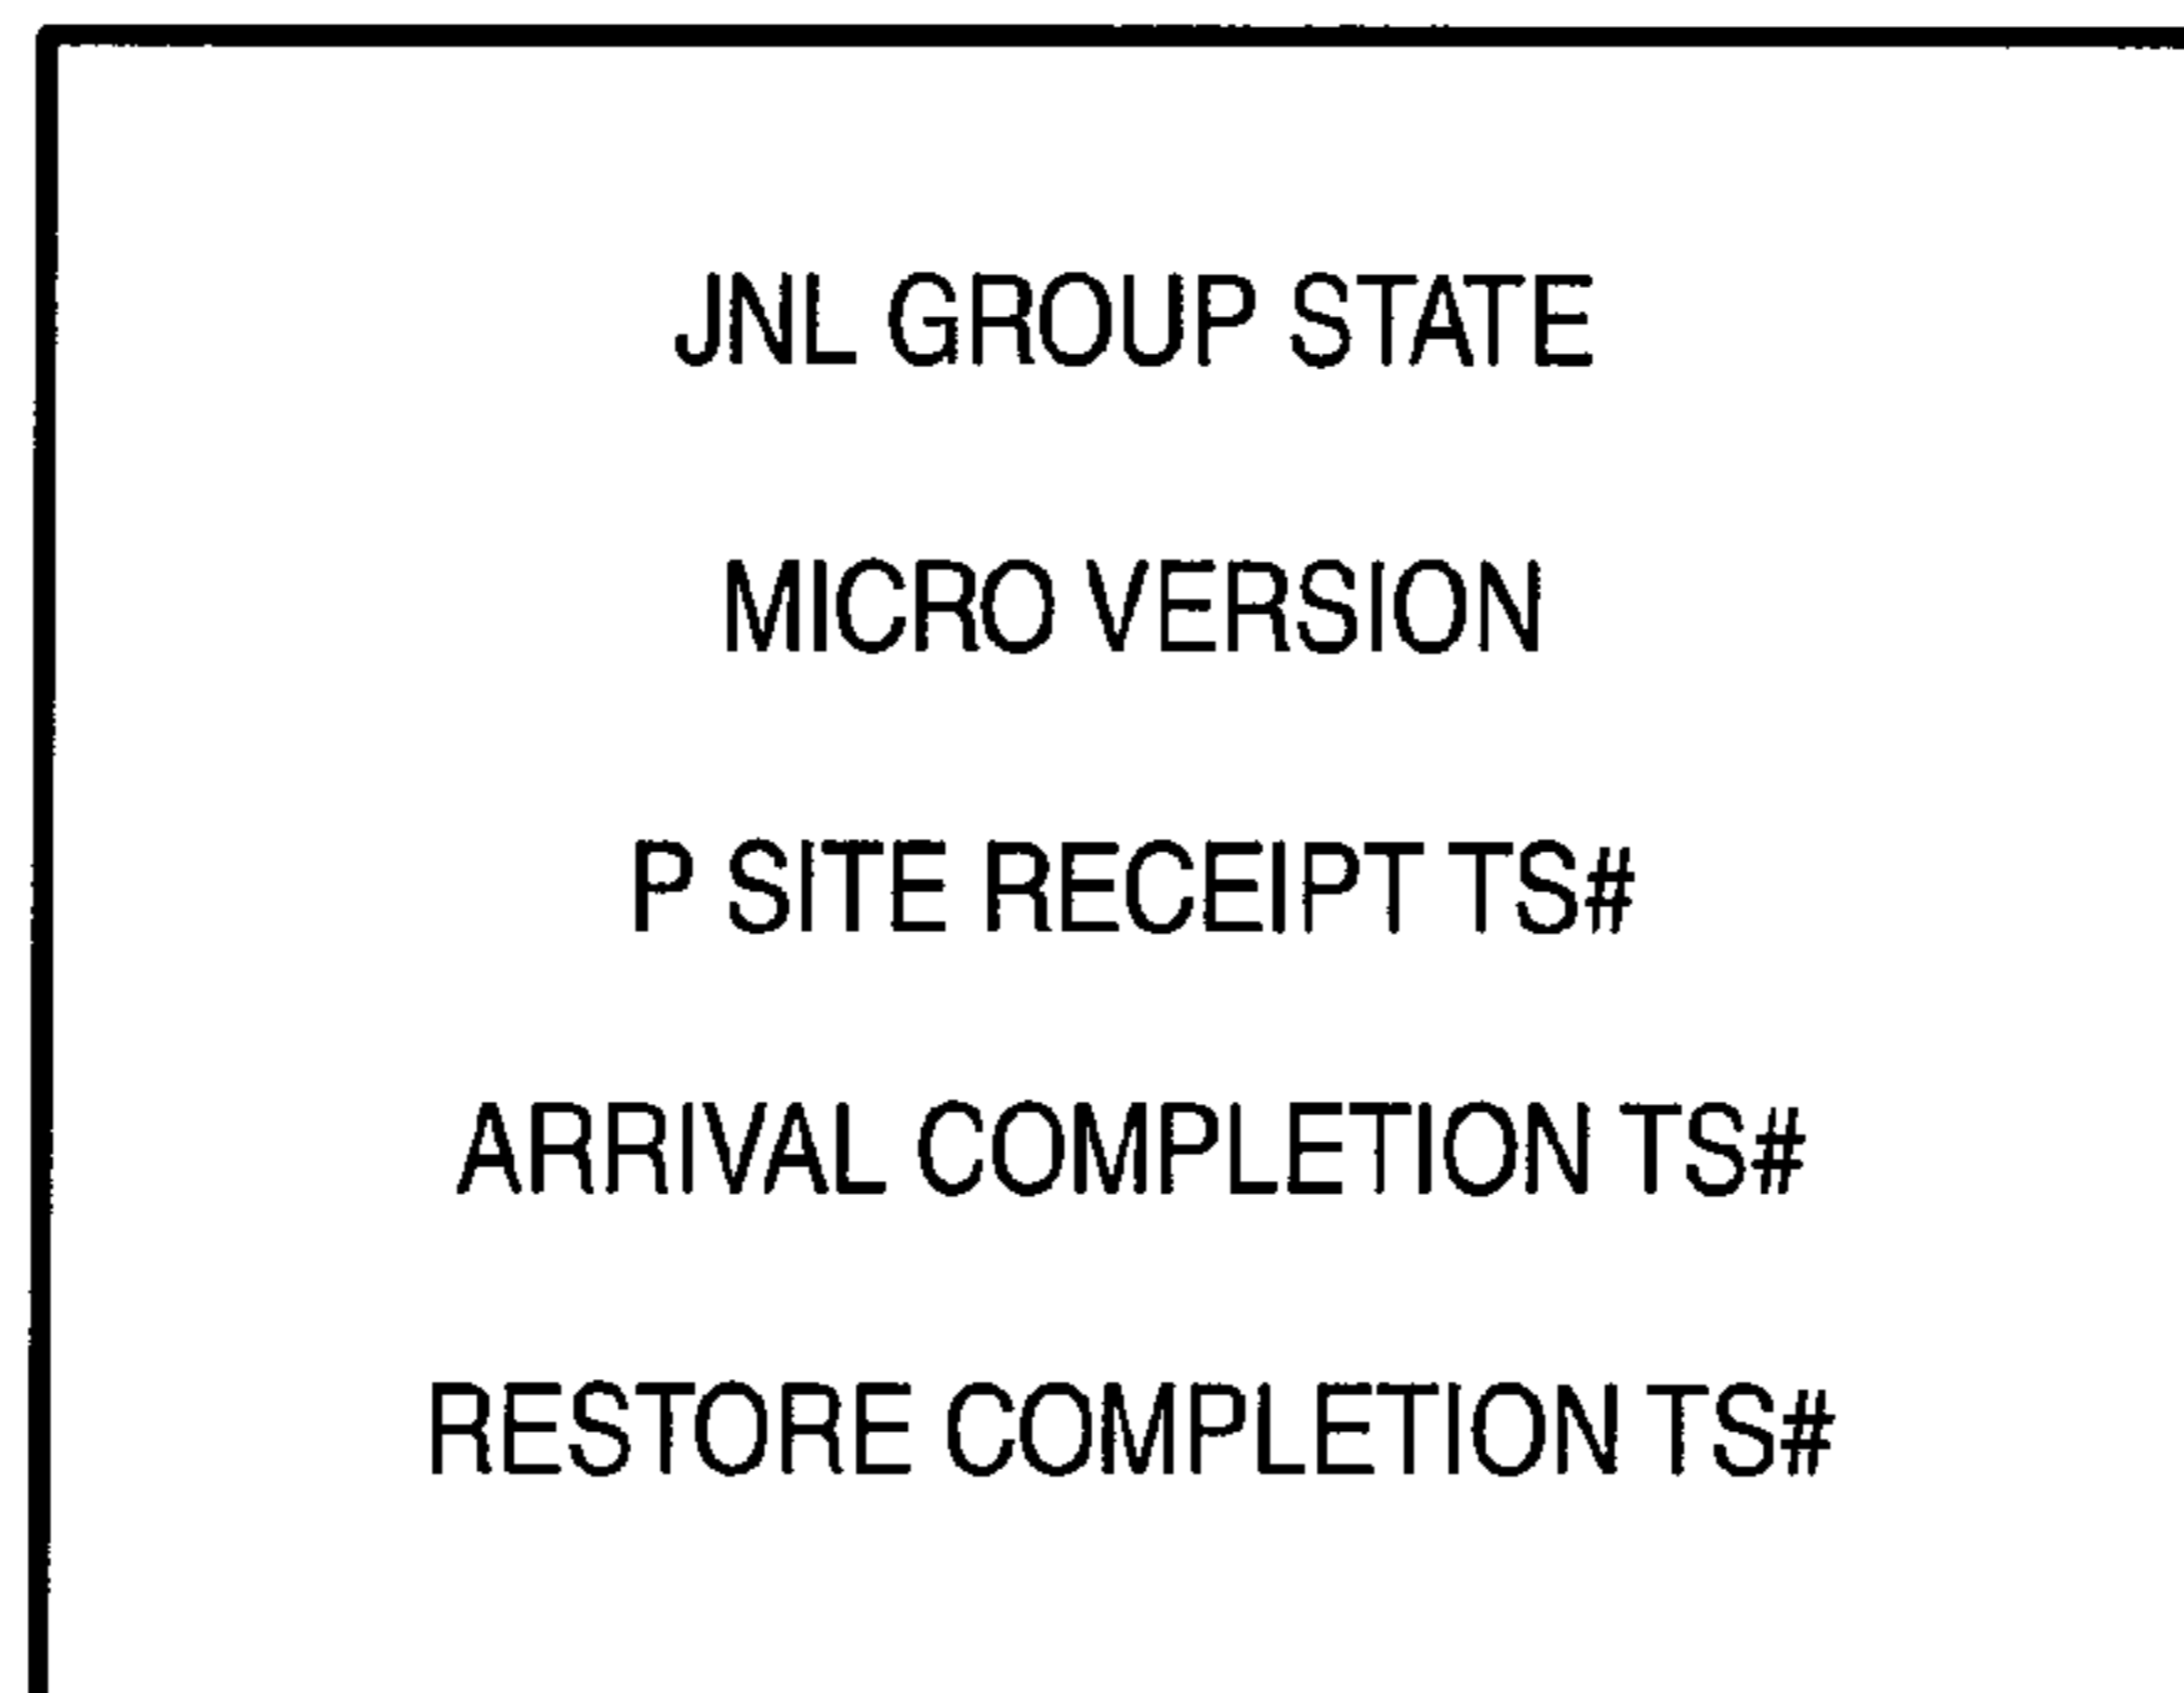 JNL GROUP STATE
MICRO VERSION
P SITE RECEIPT TS#
ARRIVAL COMPLETION TS#
RESTORE COMPLETION TS#